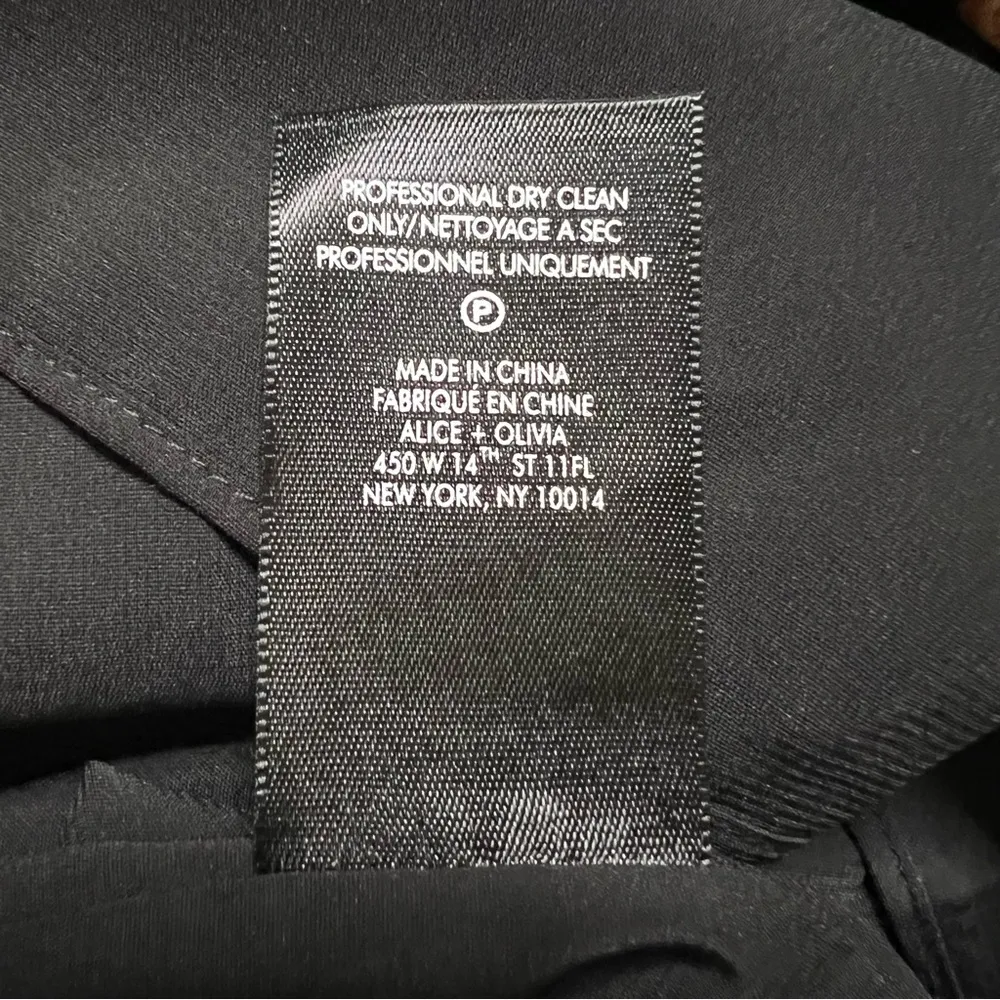 PROFESSIONAL DRY CLEAN
ONLY/NETTOYAGE A SEC
PROFESSIONNEL UNIQUEMENT
P
MADE IN CHINA
FABRIQUÉ EN CHINE
ALICE + OLIVIA
450 W 14TH ST 11FL
NEW YORK, NY 10014